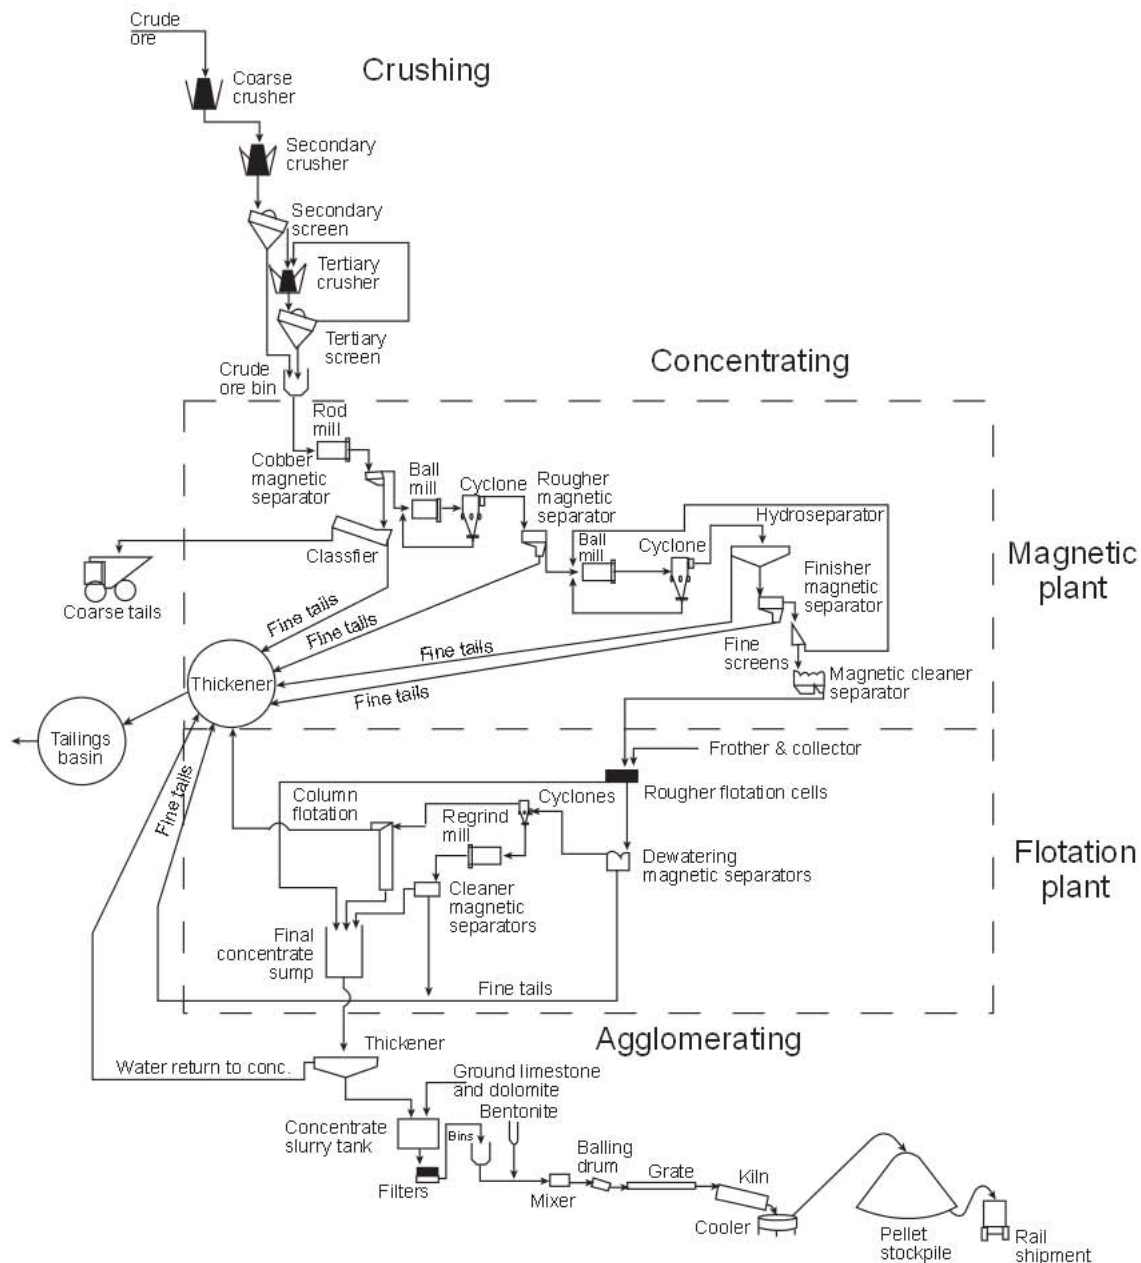 Crude
ore
Crushing
Coarse
crusher
Secondary
crusher
Secondary
screen
Tertiary
crusher
Tertiary
screen
Crude
ore bin
Concentrating
Rod
mill
Cobber
magnetic
separator
Ball
mill
Cyclone
Rougher
magnetic
separator
Hydroseparator
Ball
mill
Cyclone
Classfier
Finisher
magnetic
separator
Magnetic
plant
Coarse tails
Fine tails
Fine tails
Fine tails
Fine tails
Fine
screens
Magnetic cleaner
separator
Thickener
Tailings
basin
Frother & collector
Rougher flotation cells
Column
flotation
Cyclones
Regrind
mill
Fine tails
Dewatering
magnetic separators
Flotation
plant
Cleaner
magnetic
separators
Final
concentrate
sump
Fine tails
Agglomerating
Thickener
Water return to conc.
Ground limestone
and dolomite
Bentonite
Concentrate
slurry tank
Bins
Filters
Mixer
Balling
drum
Grate
Kiln
Cooler
Pellet
stockpile
Rail
shipment